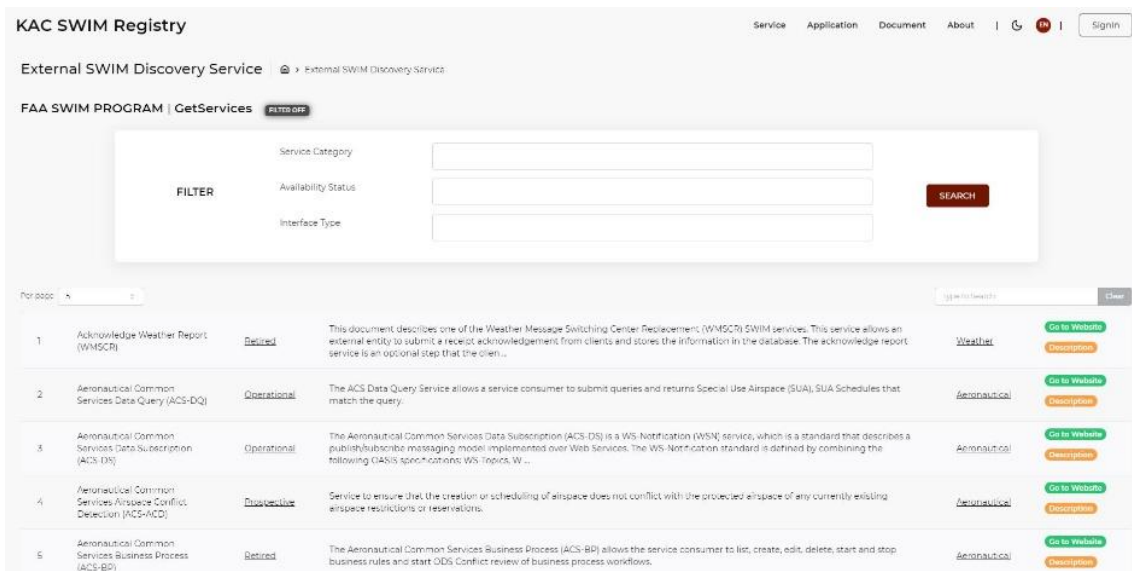 KAC SWIM Registry
Service Application Document About | EN | SignIn
External SWIM Discovery Service > External SWIM Discovery Service
FAA SWIM PROGRAM | GetServices FILTER OFF
Service Category
FILTER Availability Status SEARCH
Interface Type
Per page 5 Type to Search Clear
1 Acknowledge Weather Report (WMSCR) Retired This document describes one of the Weather Message Switching Center Replacement (WMSCR) SWIM services. This service allows an
external entity to submit a receipt acknowledgement from clients and stores the information in the database. The acknowledge report
service is an optional step that the clien ... Weather Go to Website Description
2 Aeronautical Common Services Data Query (ACS-DQ) Operational The ACS Data Query Service allows a service consumer to submit queries and returns Special Use Airspace (SUA), SUA Schedules that
match the query. Aeronautical Go to Website Description
3 Aeronautical Common Services Data Subscription (ACS-DS) Operational The Aeronautical Common Services Data Subscription (ACS-DS) is a WS-Notification (WSN) service, which is a standard that describes a
publish/subscribe messaging model implemented over Web Services. The WS-Notification standard is defined by combining the
following OASIS specifications: WS-Topics, W ... Aeronautical Go to Website Description
4 Aeronautical Common Services Airspace Conflict Detection (ACS-ACD) Prospective Service to ensure that the creation or scheduling of airspace does not conflict with the protected airspace of any currently existing
airspace restrictions or reservations. Aeronautical Go to Website Description
5 Aeronautical Common Services Business Process (ACS-BP) Retired The Aeronautical Common Services Business Process (ACS-BP) allows the service consumer to list, create, edit, delete, start and stop
business rules and start ODS Conflict review of business process workflows. Aeronautical Go to Website Description